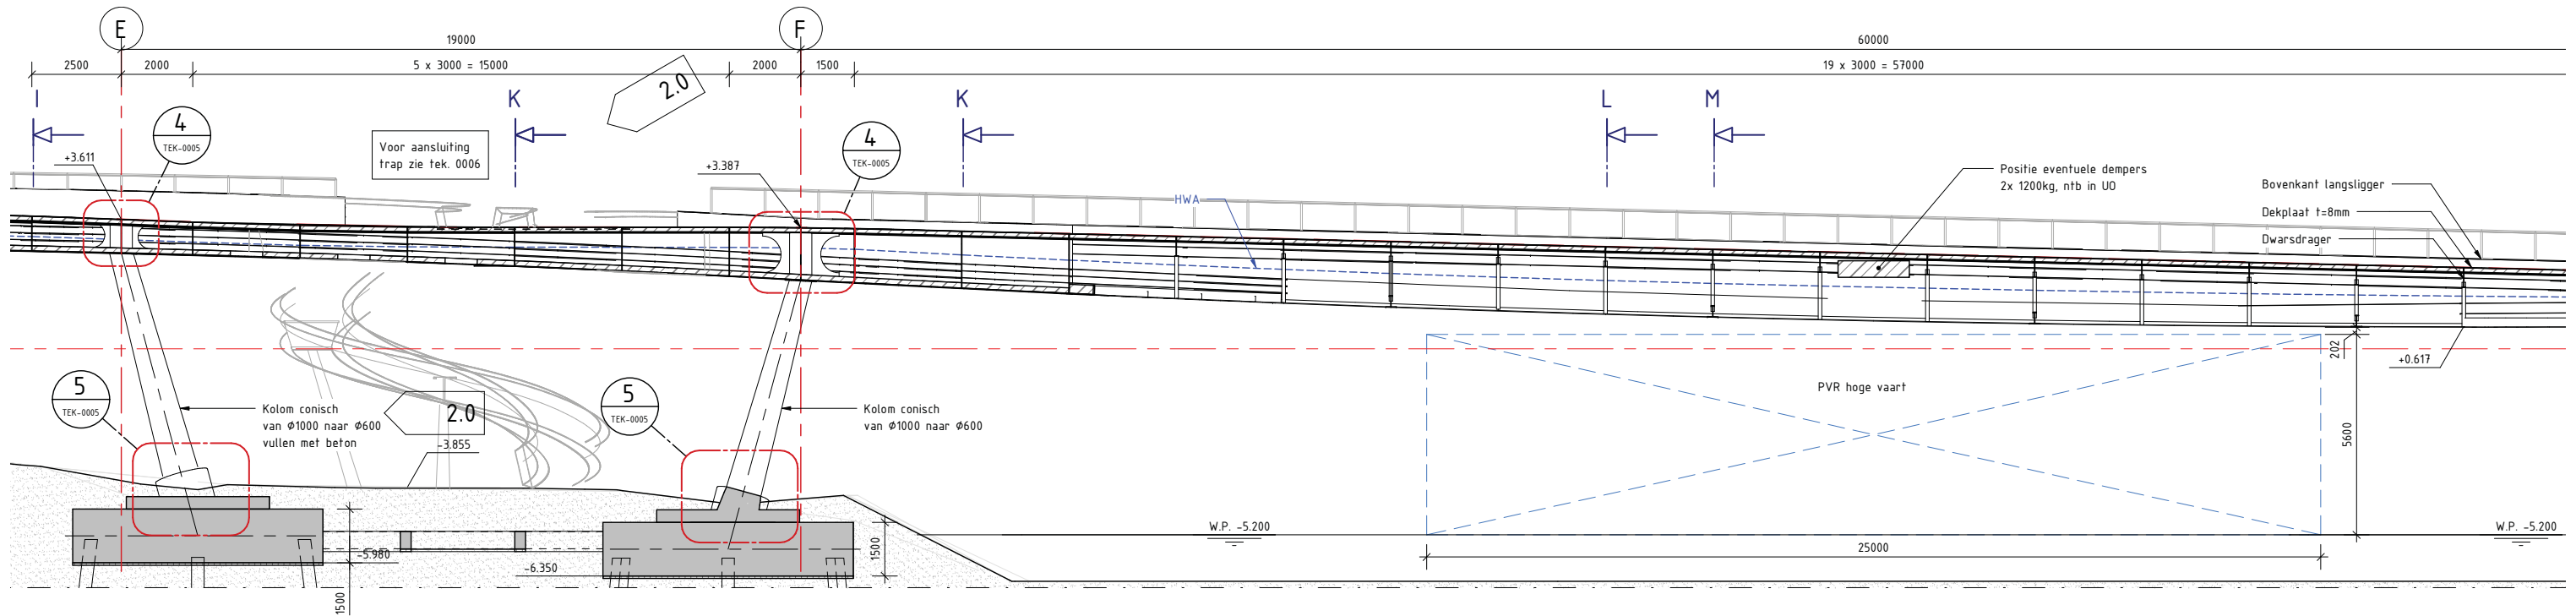 E
F
19000
60000
2500
2000
5 x 3000 = 15000
2000
1500
19 x 3000 = 57000
2.0
I
K
K
L
M
4
TEK-0005
4
TEK-0005
Voor aansluiting
trap zie tek. 0006
+3.611
+3.387
HWA
Positie eventuele dempers
2x 1200kg, ntb in UO
Bovenkant langsligger
Dekplaat t=8mm
Dwarsdrager
202
+0.617
5
TEK-0005
5
TEK-0005
Kolom conisch
van Ø1000 naar Ø600
vullen met beton
2.0
-3.855
Kolom conisch
van Ø1000 naar Ø600
PVR hoge vaart
5600
W.P. -5.200
W.P. -5.200
25000
-5.980
-6.350
1500
1500